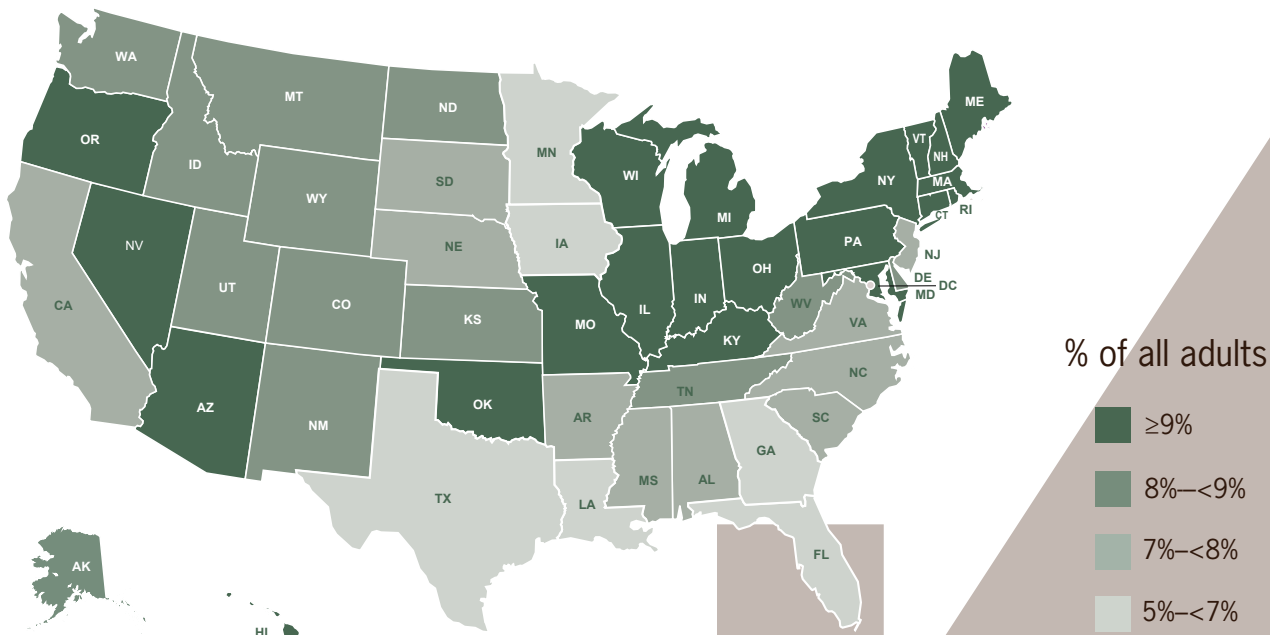 WA
MT
ND
ME
OR
MN
VT
NH
ID
SD
WI
NY
MA
WY
MI
CT
RI
NV
NE
IA
PA
NJ
OH
DE
DC
UT
CA
CO
IL
IN
MD
WV
KS
MO
VA
KY
NC
TN
AZ
OK
NM
AR
SC
GA
MS
AL
TX
LA
FL
AK
HI
% of all adults
≥9%
8%–<9%
7%–<8%
5%–<7%